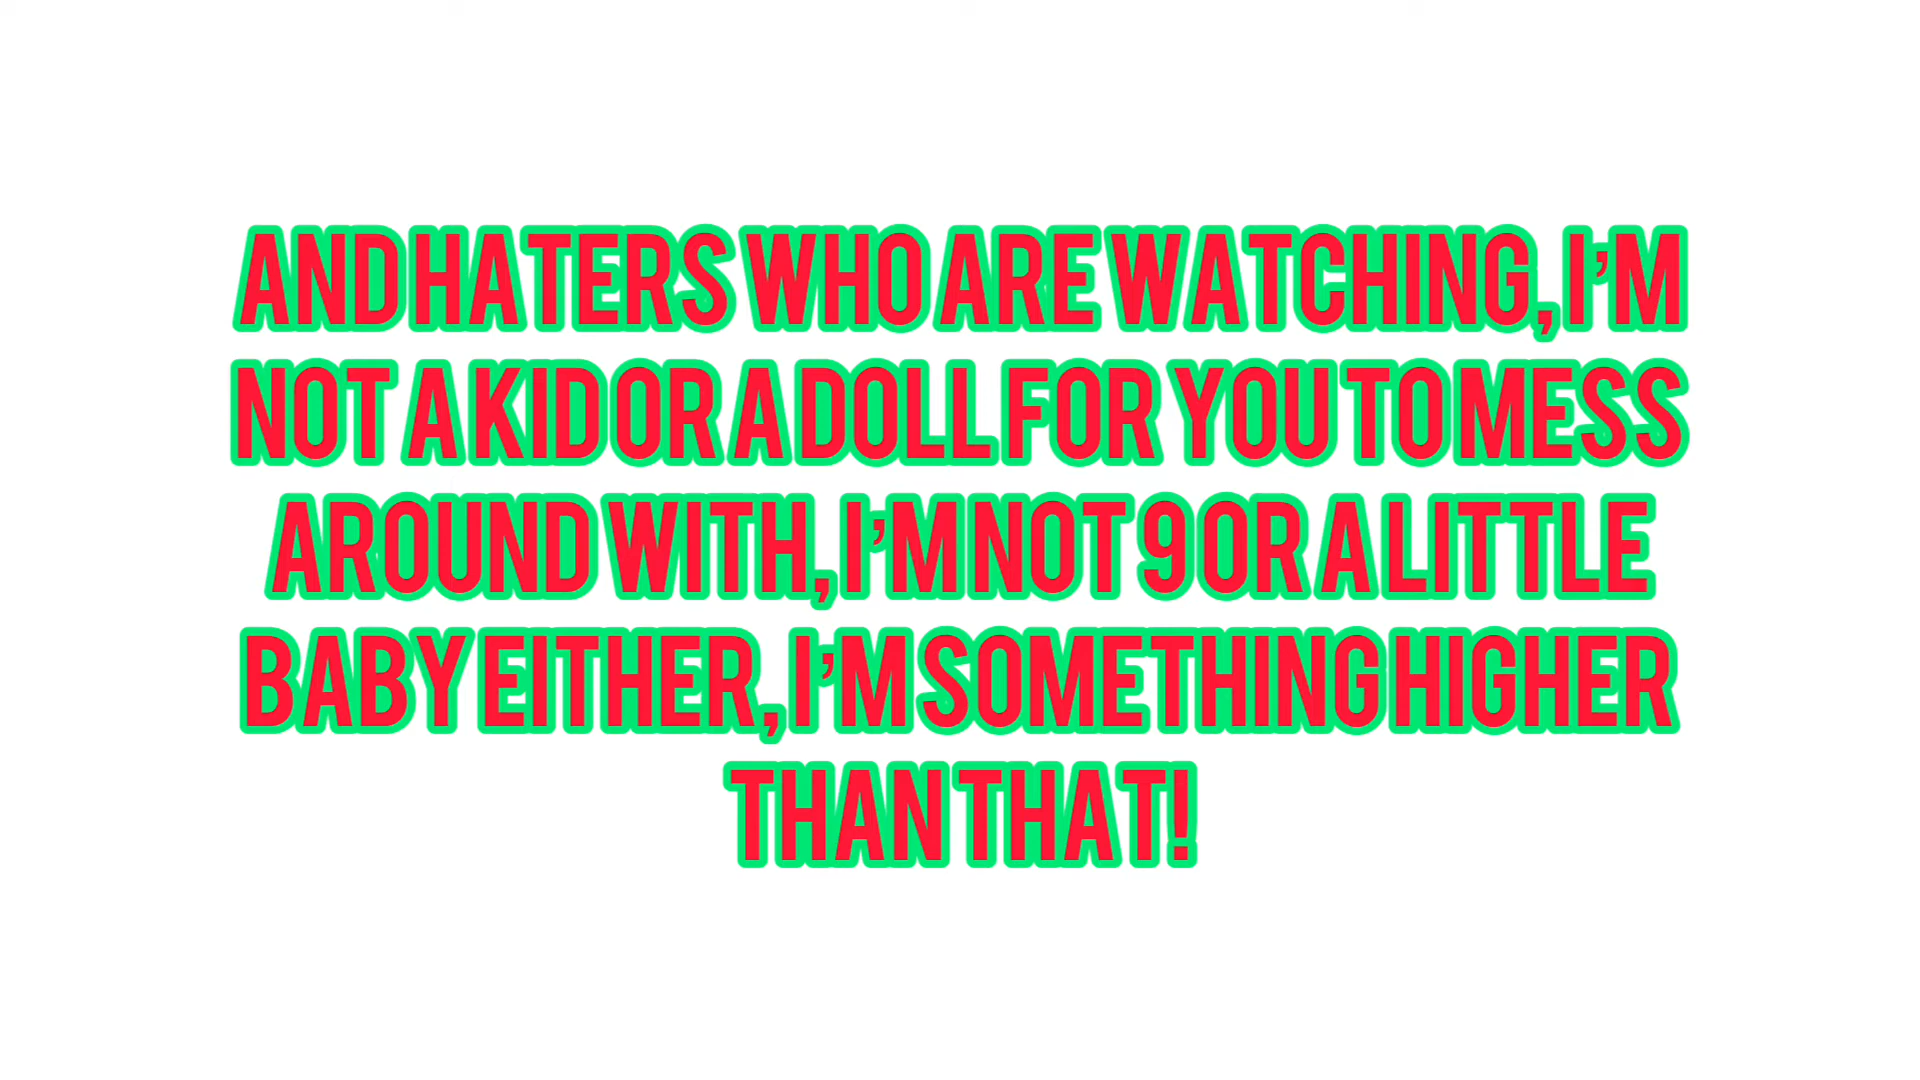 AND HATERS WHO ARE WATCHING, I'M
NOT A KID OR A DOLL FOR YOU TO MESS
AROUND WITH, I'M NOT 9 OR A LITTLE
BABY EITHER, I'M SOMETHING HIGHER
THAN THAT!